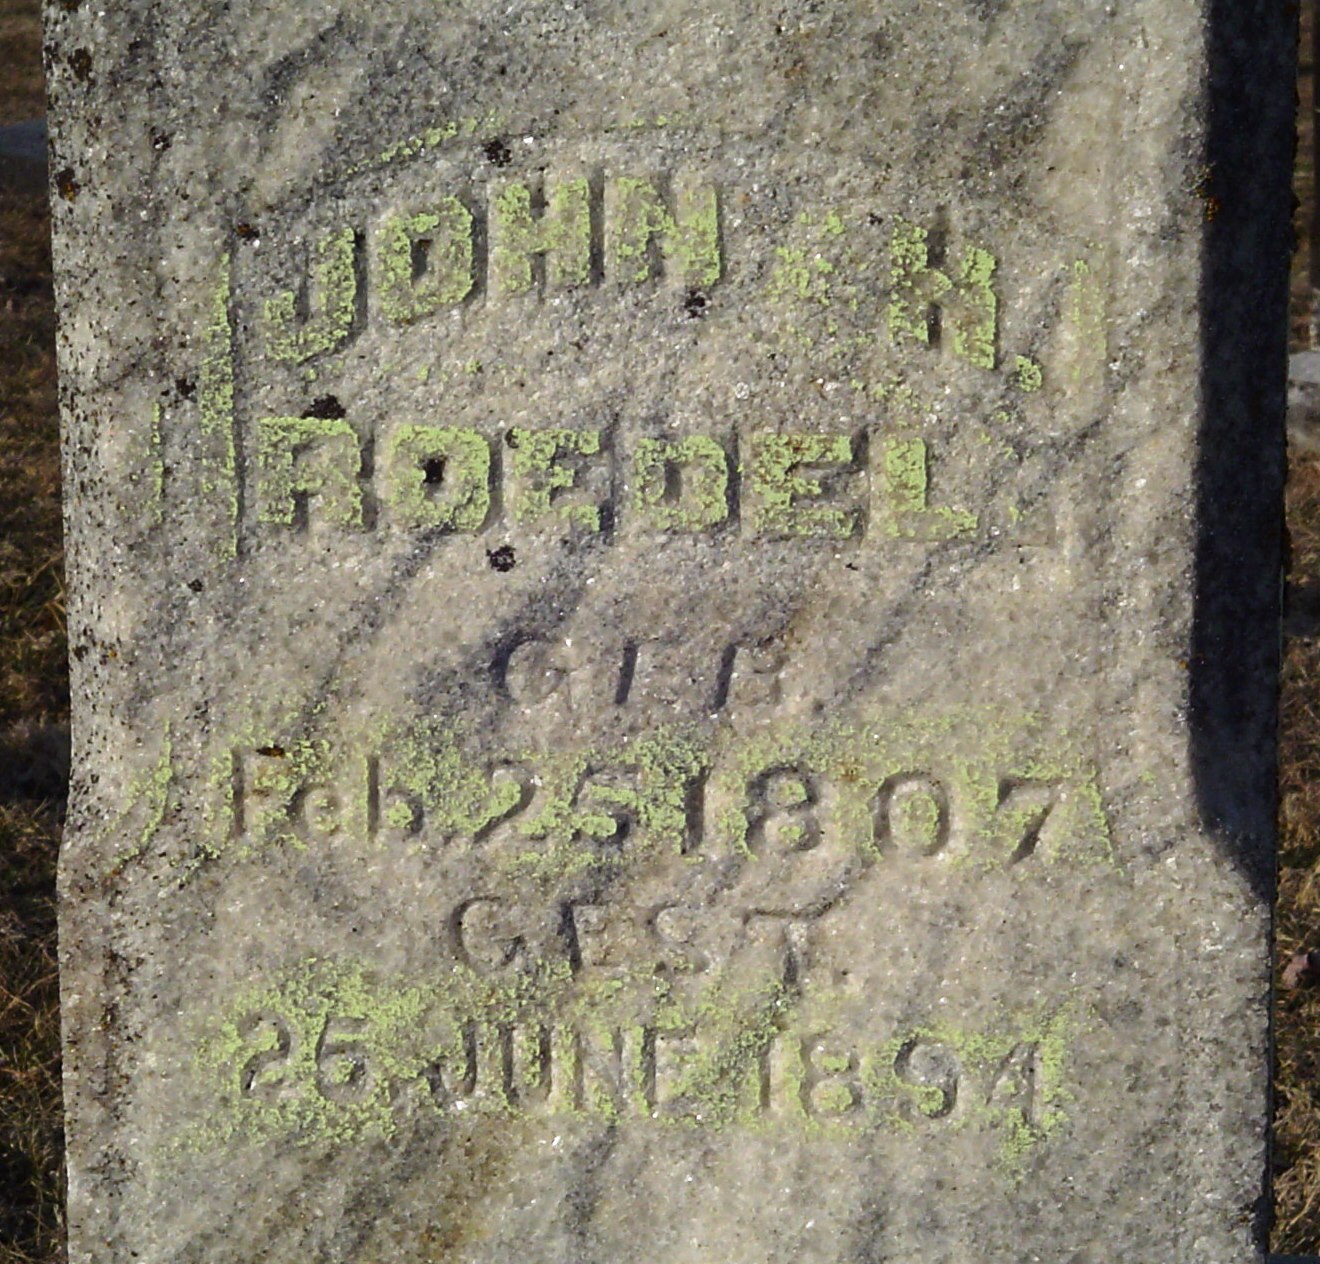 JOHN H.
ROEDEL
GEB
Feb. 25 1807
GEST.
26 JUNE 1894